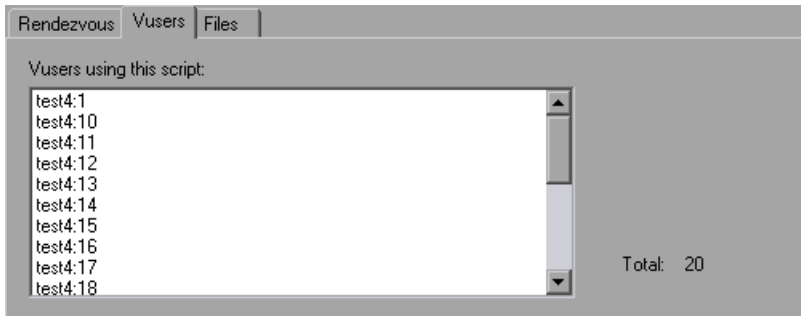 Rendezvous Vusers Files
Vusers using this script:
test4:1
test4:10
test4:11
test4:12
test4:13
test4:14
test4:15
test4:16
test4:17
test4:18
Total: 20